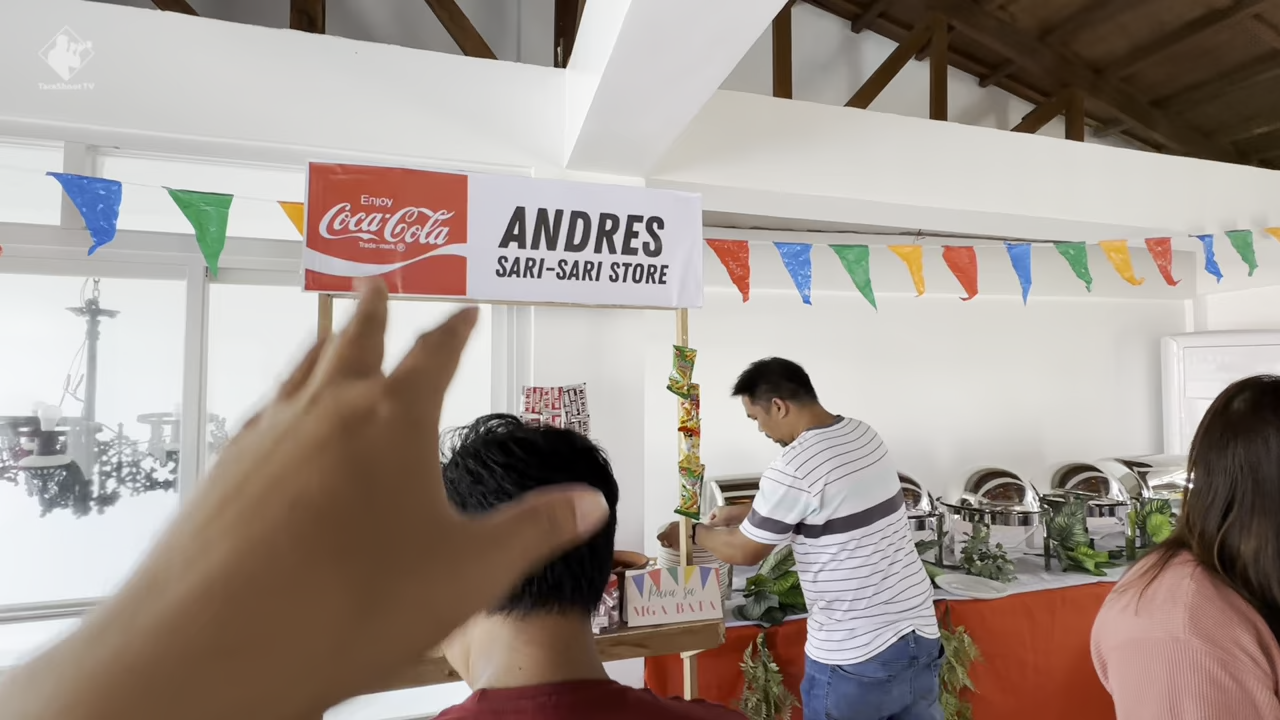 TaraShoot TV
Enjoy
Coca-Cola
Trade-mark ®
ANDRES
SARI-SARI STORE
Para sa
MGA BATA